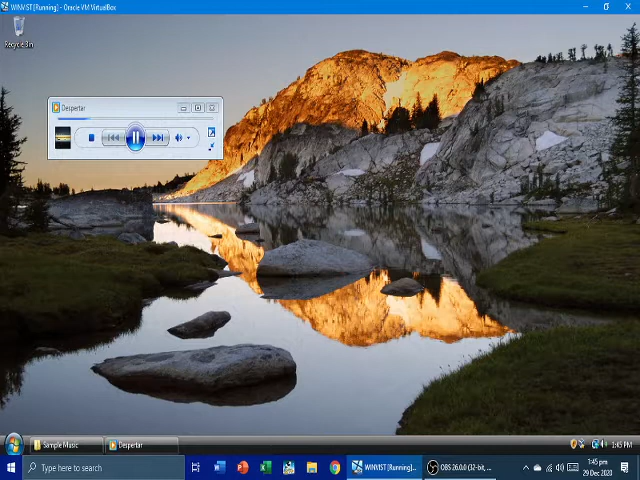 WINVIST [Running] - Oracle VM VirtualBox
Recycle Bin
Despertar
Sample Music
Despertar
1:45 PM
Type here to search
WINVIST [Running]...
OBS 26.0.0 (32-bit, ...
1:45 pm
29 Dec 2020